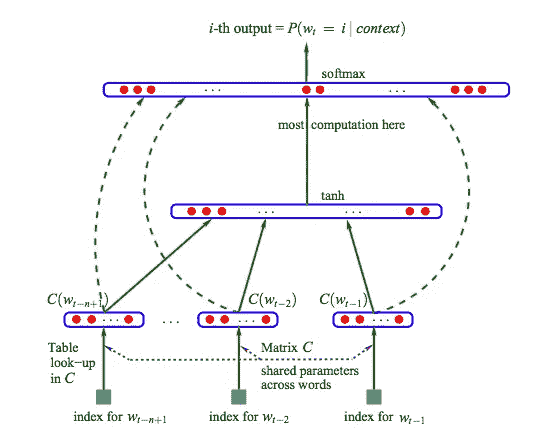 i-th output = P(w_t = i | context)
softmax
... ...
most computation here
tanh
... ...
C(w_{t−n+1}) C(w_{t−2}) C(w_{t−1})
... ... ... ...
Table look−up in C
Matrix C
shared parameters across words
index for w_{t−n+1} index for w_{t−2} index for w_{t−1}